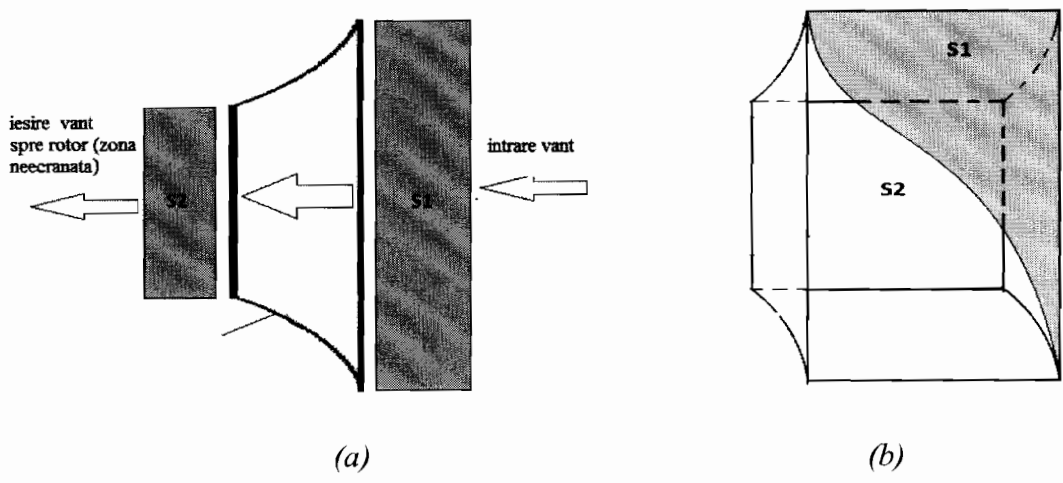 iesire vant
spre rotor (zona
neecranata)
S2
S1
intrare vant
S1
S2
(a)
(b)